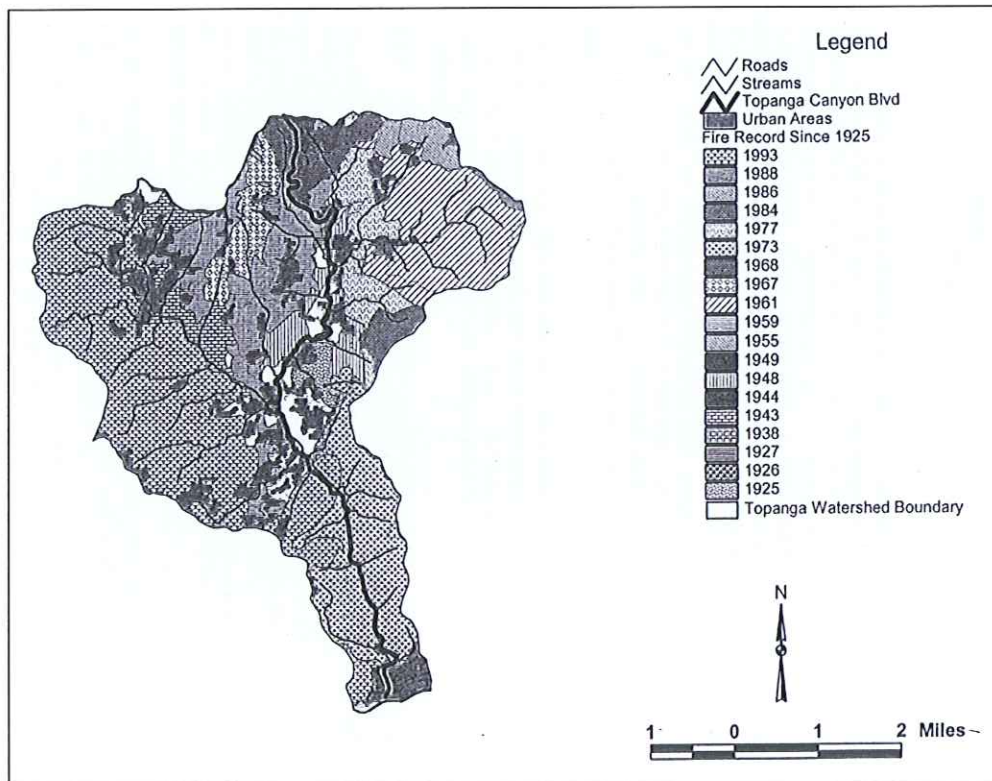 Legend
Roads
Streams
Topanga Canyon Blvd
Urban Areas
Fire Record Since 1925
1993
1988
1986
1984
1977
1973
1968
1967
1961
1959
1955
1949
1948
1944
1943
1938
1927
1926
1925
Topanga Watershed Boundary
N
1 0 1 2 Miles